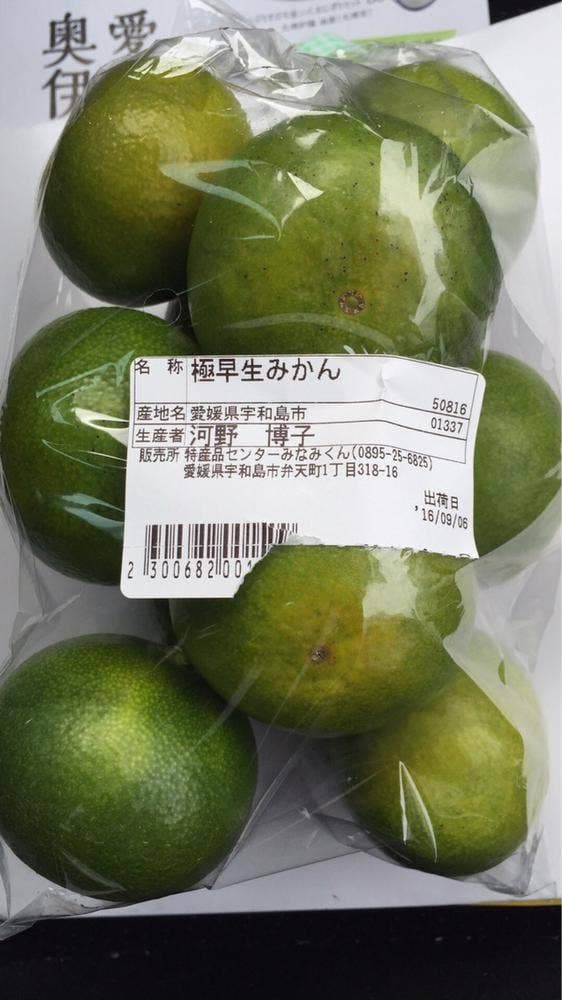 愛
奥伊
名 称 極早生みかん
50816
産地名 愛媛県宇和島市
01337
生産者 河野 博子
販売所 特産品センターみなみくん(0895-25-6825)
愛媛県宇和島市弁天町1丁目318-16
出荷日
'16/09/06
2 300682 00